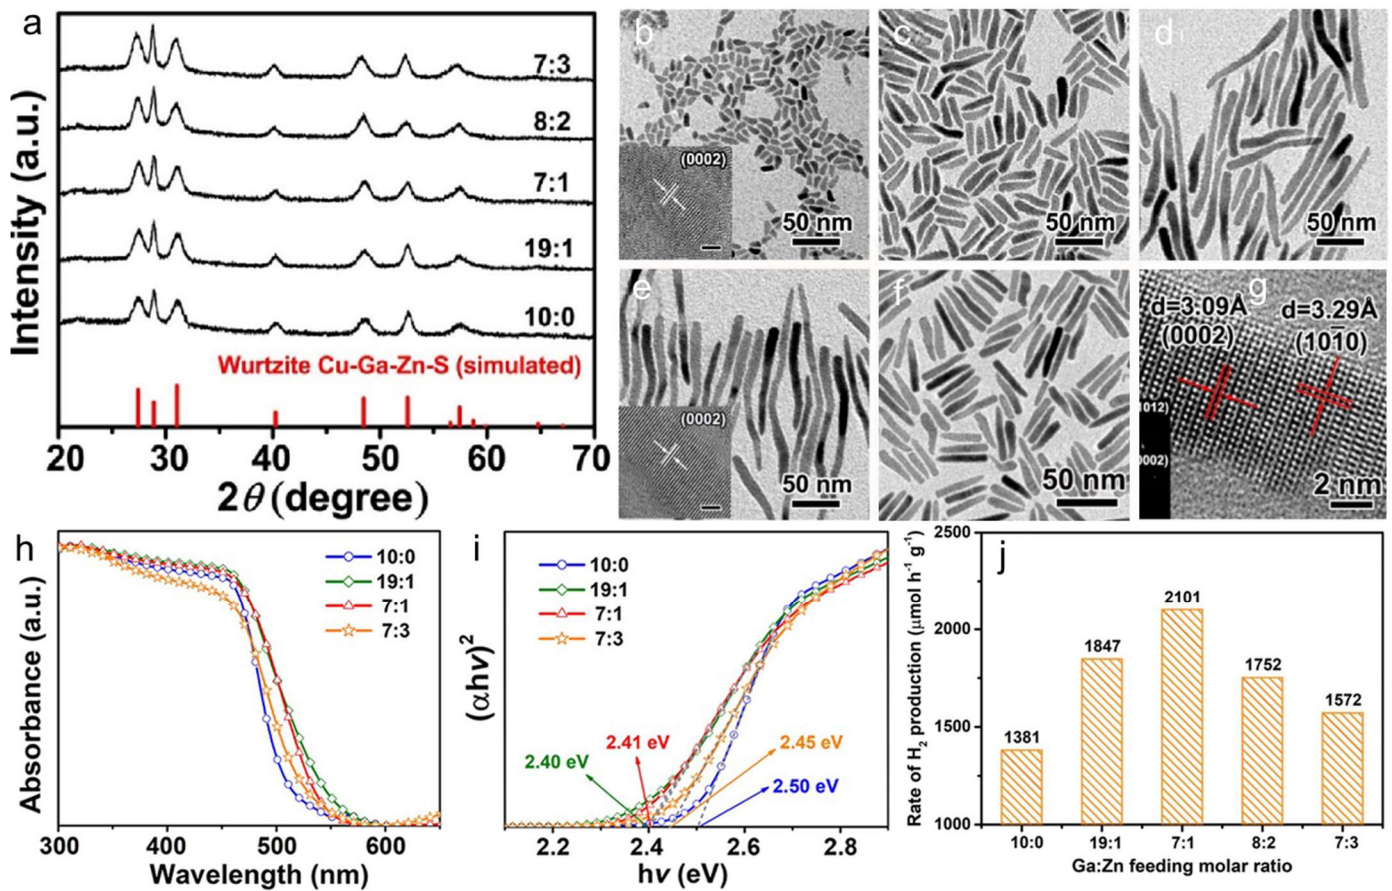 a
Intensity (a.u.)
7:3
8:2
7:1
19:1
10:0
Wurtzite Cu-Ga-Zn-S (simulated)
20 30 40 50 60 70
2θ (degree)
b
(0002)
50 nm
c
50 nm
d
50 nm
e
(0002)
50 nm
f
50 nm
g
d=3.09Å
(0002)
d=3.29Å
(101̄0)
012)
0002)
2 nm
h
Absorbance (a.u.)
10:0
19:1
7:1
7:3
300 400 500 600
Wavelength (nm)
i
(αhν)²
10:0
19:1
7:1
7:3
2.40 eV
2.41 eV
2.45 eV
2.50 eV
2.2 2.4 2.6 2.8
hν (eV)
j
Rate of H₂ production (μmol h⁻¹ g⁻¹)
2500
2000
1500
1000
1381
1847
2101
1752
1572
10:0 19:1 7:1 8:2 7:3
Ga:Zn feeding molar ratio